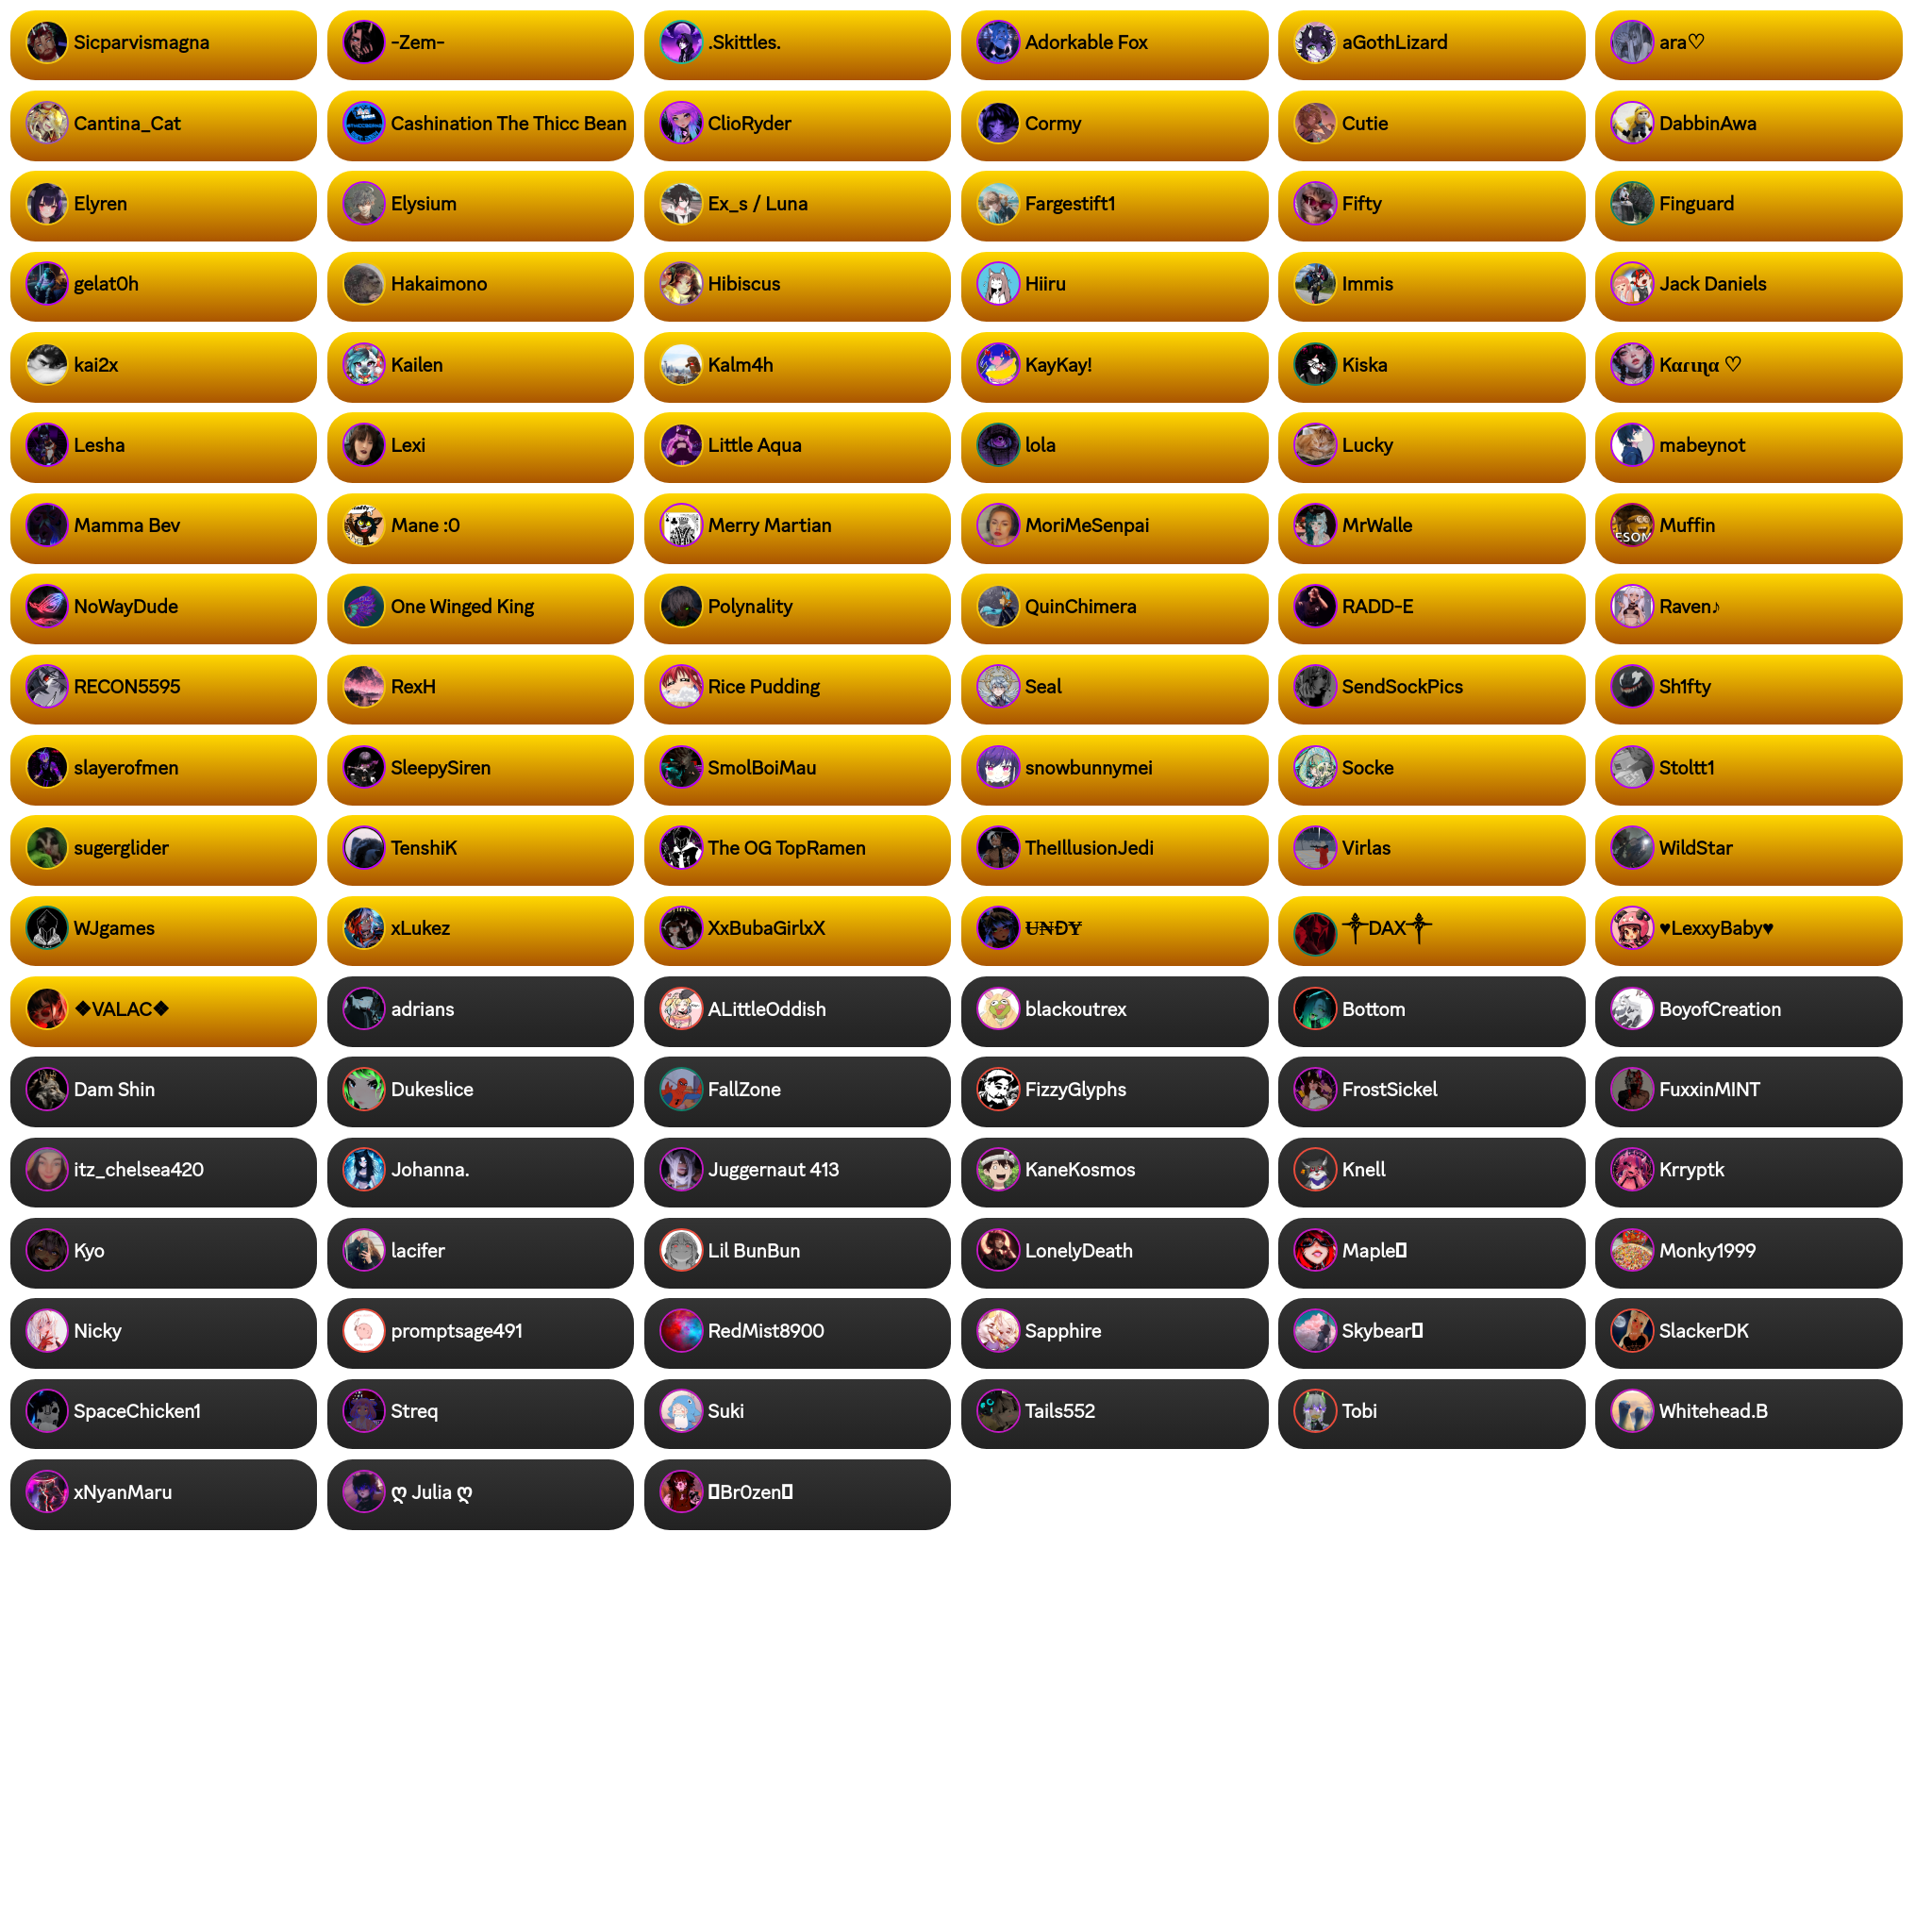 Sicparvismagna
-Zem-
.Skittles.
Adorkable Fox
aGothLizard
ara♡
Cantina_Cat
Cashination The Thicc Bean
ClioRyder
Cormy
Cutie
DabbinAwa
Elyren
Elysium
Ex_s / Luna
Fargestift1
Fifty
Finguard
gelat0h
Hakaimono
Hibiscus
Hiiru
Immis
Jack Daniels
kai2x
Kailen
Kalm4h
KayKay!
Kiska
Kαɾιɳα ♡
Lesha
Lexi
Little Aqua
lola
Lucky
mabeynot
Mamma Bev
Mane :0
Merry Martian
MoriMeSenpai
MrWalle
Muffin
NoWayDude
One Winged King
Polynality
QuinChimera
RADD-E
Raven♪
RECON5595
RexH
Rice Pudding
Seal
SendSockPics
Sh1fty
slayerofmen
SleepySiren
SmolBoiMau
snowbunnymei
Socke
Stoltt1
sugerglider
TenshiK
The OG TopRamen
TheIllusionJedi
Virlas
WildStar
WJgames
xLukez
XxBubaGirlxX
U̶₦ĐɎ
༒DAX༒
♥LexxyBaby♥
❖VALAC❖
adrians
ALittleOddish
blackoutrex
Bottom
BoyofCreation
Dam Shin
Dukeslice
FallZone
FizzyGlyphs
FrostSickel
FuxxinMINT
itz_chelsea420
Johanna.
Juggernaut 413
KaneKosmos
Knell
Krryptk
Kyo
lacifer
Lil BunBun
LonelyDeath
Maple
Monky1999
Nicky
promptsage491
RedMist8900
Sapphire
Skybear
SlackerDK
SpaceChicken1
Streq
Suki
Tails552
Tobi
Whitehead.B
xNyanMaru
ღ Julia ღ
Br0zen